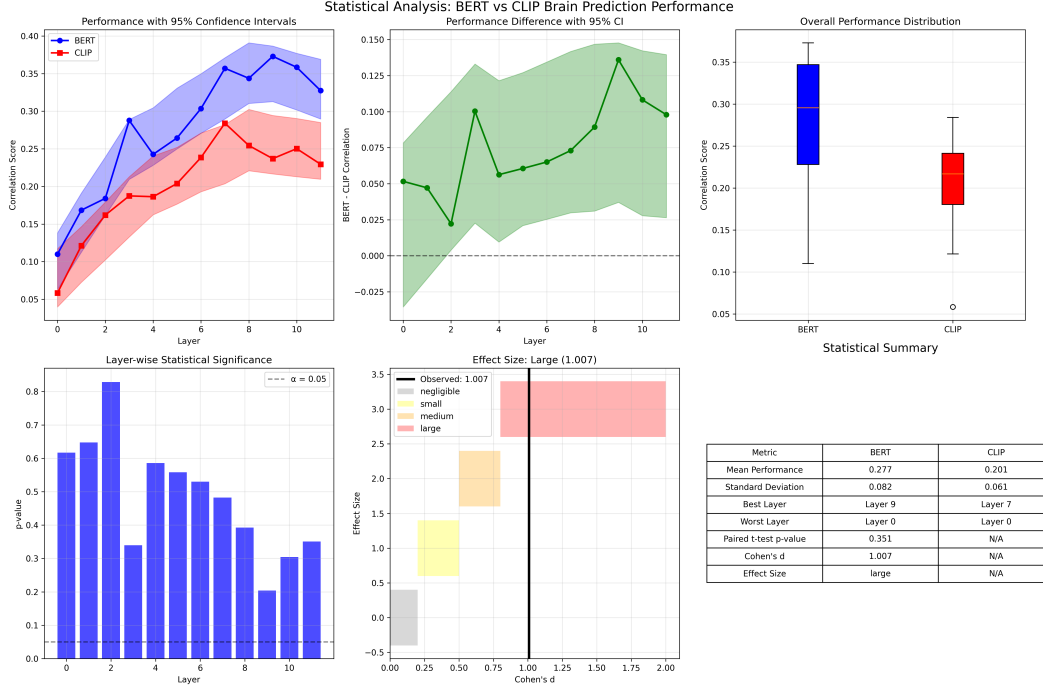 Statistical Analysis: BERT vs CLIP Brain Prediction Performance
Performance with 95% Confidence Intervals
BERT
CLIP
0.40
0.35
0.30
0.25
0.20
0.15
0.10
0.05
Correlation Score
0 2 4 6 8 10
Layer
Performance Difference with 95% CI
0.150
0.125
0.100
0.075
0.050
0.025
0.000
−0.025
BERT - CLIP Correlation
0 2 4 6 8 10
Layer
Overall Performance Distribution
0.35
0.30
0.25
0.20
0.15
0.10
0.05
Correlation Score
BERT CLIP
Layer-wise Statistical Significance
α = 0.05
0.8
0.7
0.6
0.5
0.4
0.3
0.2
0.1
0.0
p-value
0 2 4 6 8 10
Layer
Effect Size: Large (1.007)
Observed: 1.007
negligible
small
medium
large
3.5
3.0
2.5
2.0
1.5
1.0
0.5
0.0
−0.5
Effect Size
0.00 0.25 0.50 0.75 1.00 1.25 1.50 1.75 2.00
Cohen's d
Statistical Summary
Metric BERT CLIP
Mean Performance 0.277 0.201
Standard Deviation 0.082 0.061
Best Layer Layer 9 Layer 7
Worst Layer Layer 0 Layer 0
Paired t-test p-value 0.351 N/A
Cohen's d 1.007 N/A
Effect Size large N/A